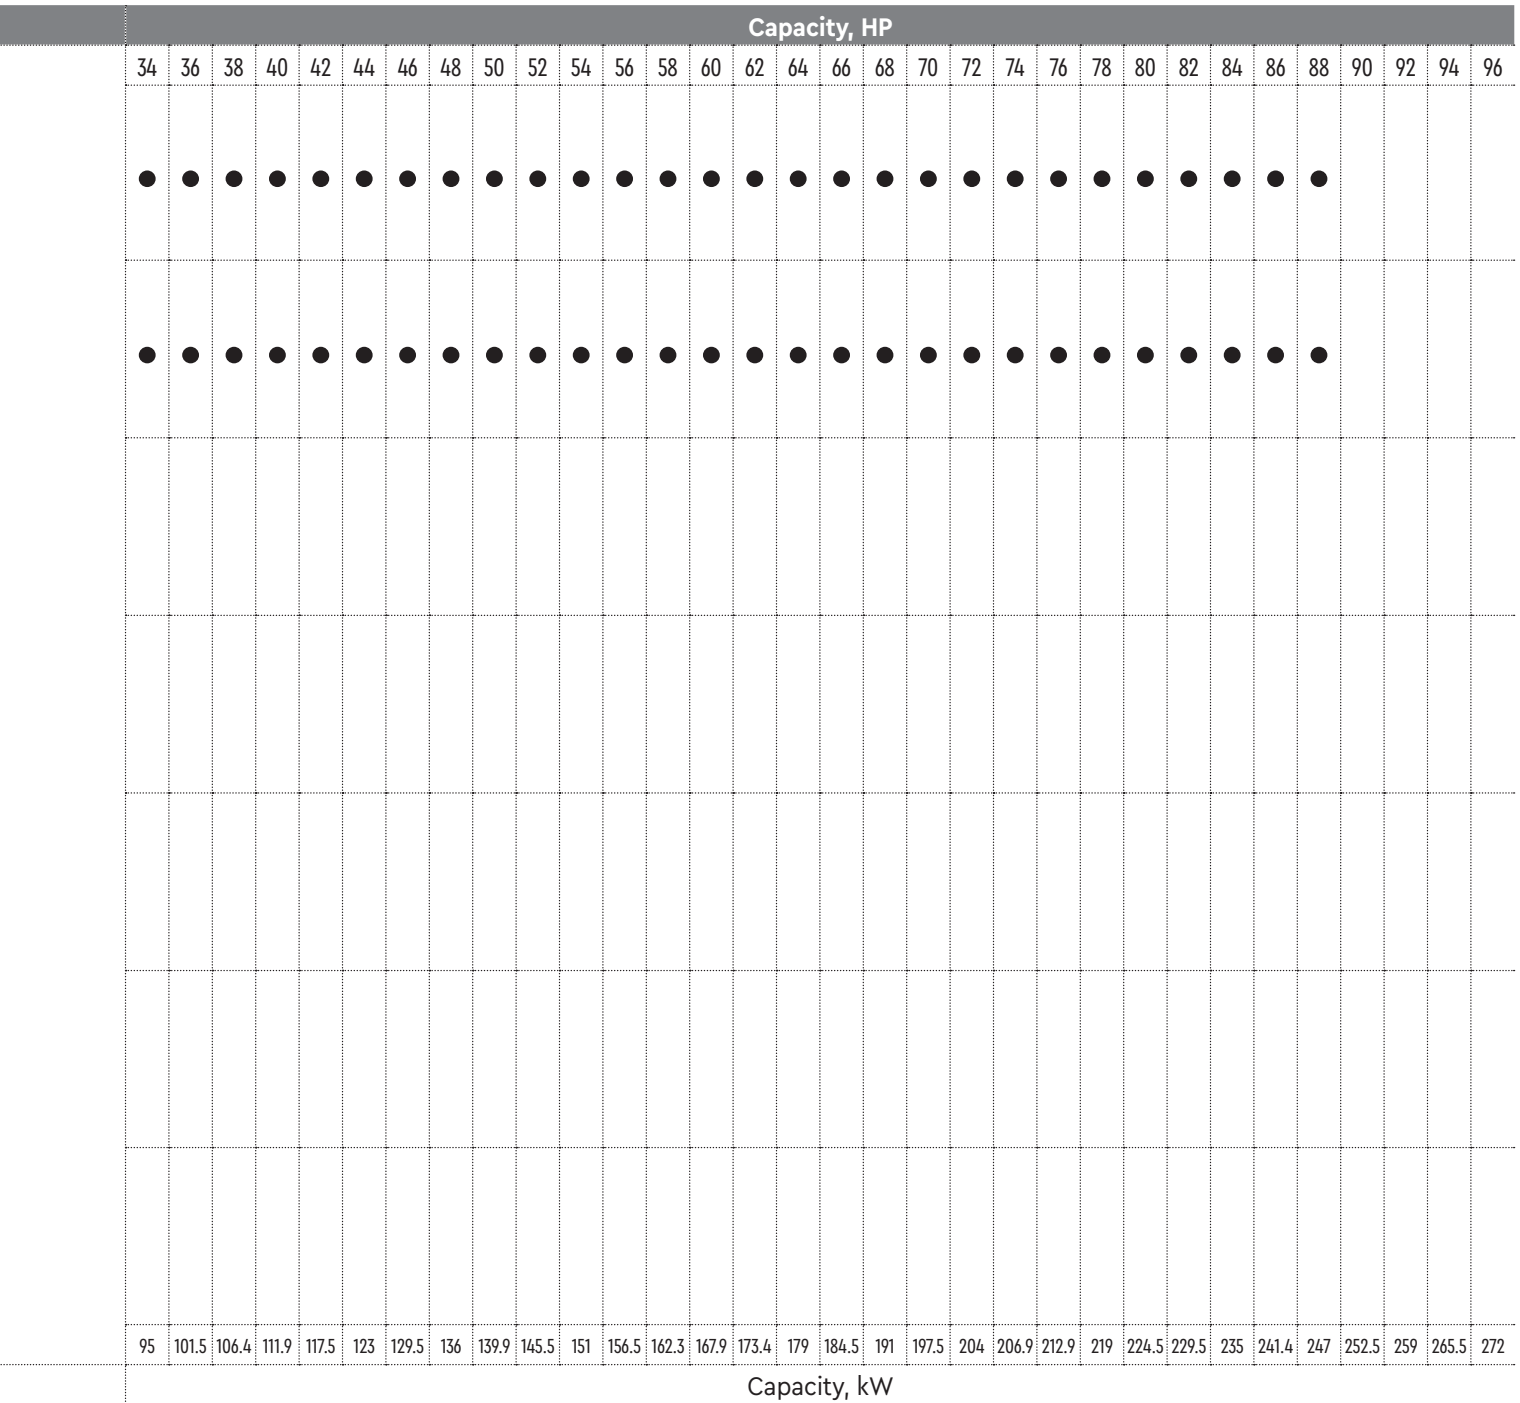 Capacity, HP
34 36 38 40 42 44 46 48 50 52 54 56 58 60 62 64 66 68 70 72 74 76 78 80 82 84 86 88 90 92 94 96
● ● ● ● ● ● ● ● ● ● ● ● ● ● ● ● ● ● ● ● ● ● ● ● ● ● ● ●
● ● ● ● ● ● ● ● ● ● ● ● ● ● ● ● ● ● ● ● ● ● ● ● ● ● ● ●
95 101.5 106.4 111.9 117.5 123 129.5 136 139.9 145.5 151 156.5 162.3 167.9 173.4 179 184.5 191 197.5 204 206.9 212.9 219 224.5 229.5 235 241.4 247 252.5 259 265.5 272
Capacity, kW